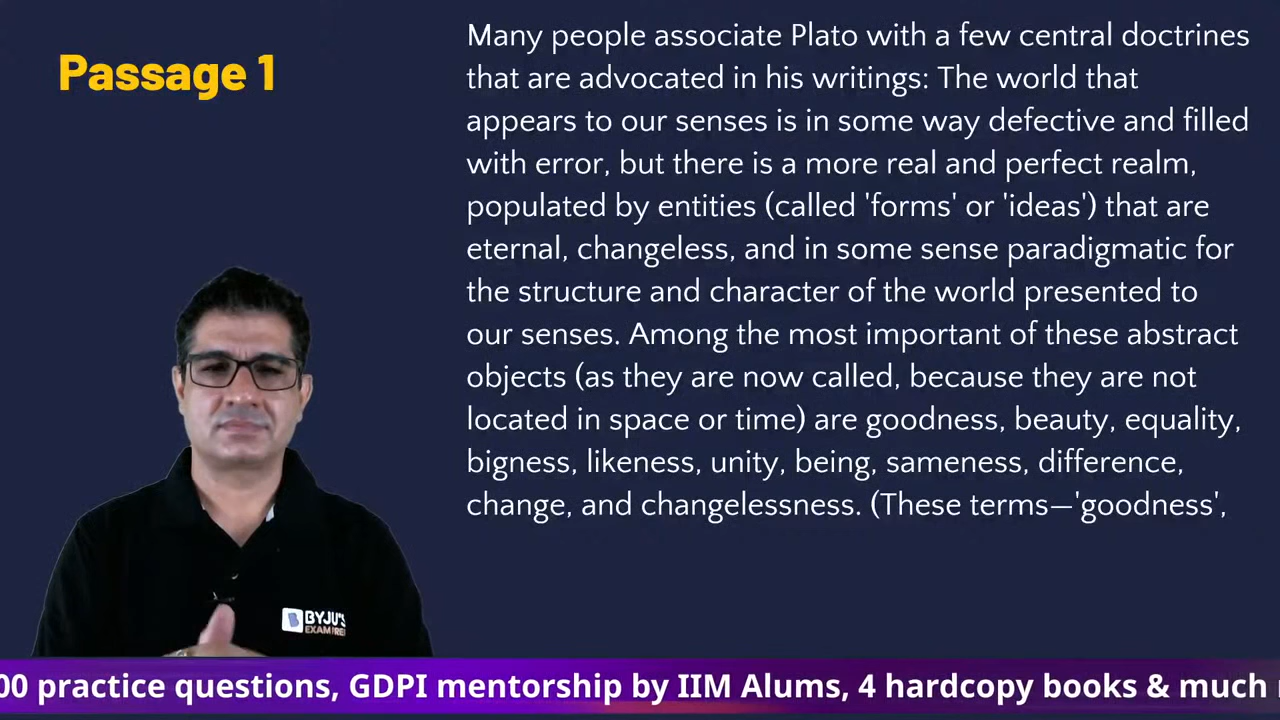 Passage 1
Many people associate Plato with a few central doctrines
that are advocated in his writings: The world that
appears to our senses is in some way defective and filled
with error, but there is a more real and perfect realm,
populated by entities (called 'forms' or 'ideas') that are
eternal, changeless, and in some sense paradigmatic for
the structure and character of the world presented to
our senses. Among the most important of these abstract
objects (as they are now called, because they are not
located in space or time) are goodness, beauty, equality,
bigness, likeness, unity, being, sameness, difference,
change, and changelessness. (These terms—'goodness',
BYJU'S
EXAM PREP
00 practice questions, GDPI mentorship by IIM Alums, 4 hardcopy books & much